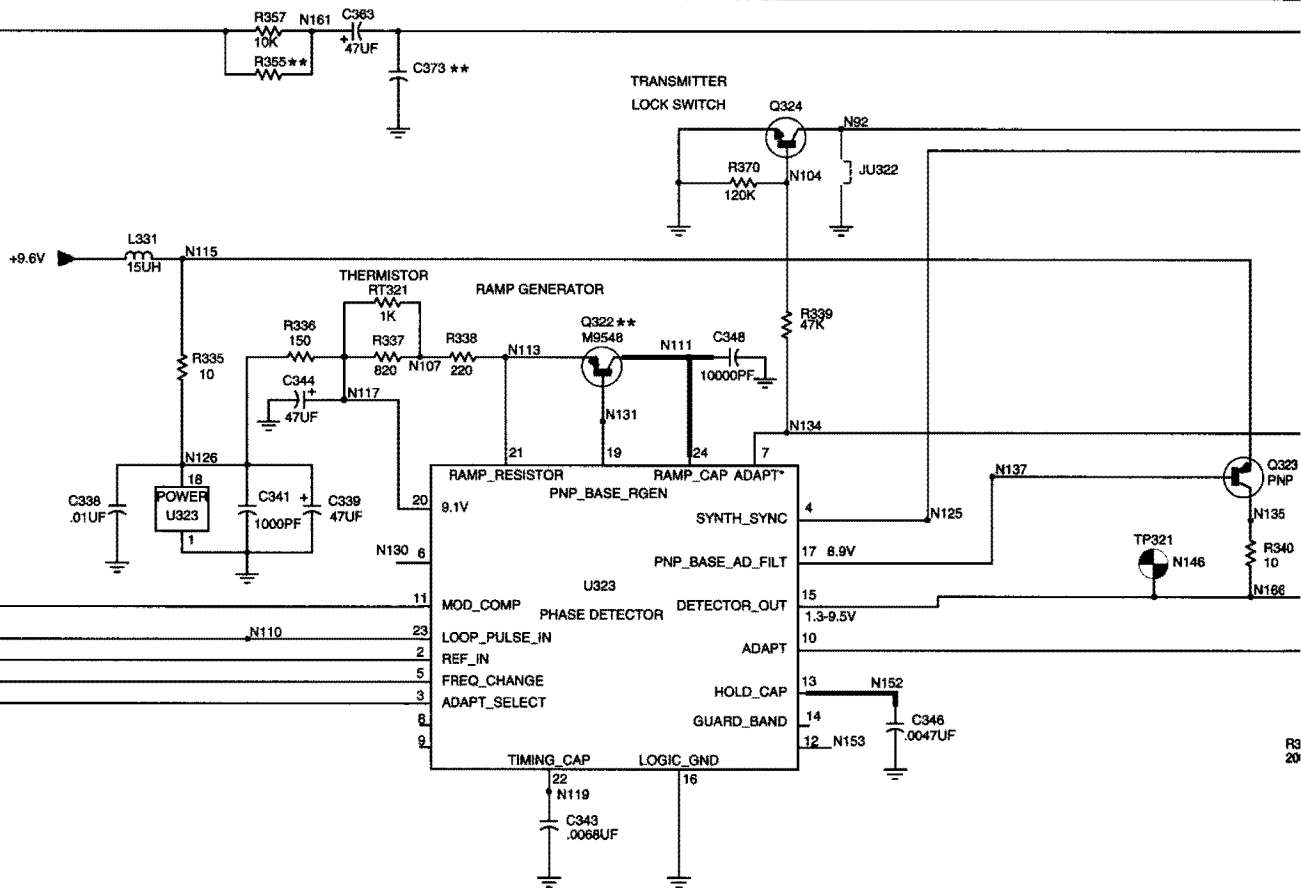 R357
10K
N161
C363
+
47UF
R355**
C373 **
TRANSMITTER
LOCK SWITCH
Q324
N92
R370
120K
N104
JU322
+9.6V
L331
15UH
N115
THERMISTOR
RT321
1K
RAMP GENERATOR
R339
47K
R336
150
R337
820
N107
R338
220
N113
Q322**
M9548
N111
C348
10000PF
R335
10
C344
+
47UF
N117
N131
N134
N126
21
19
24
7
RAMP_RESISTOR
PNP_BASE_RGEN
RAMP_CAP
ADAPT*
N137
Q323
PNP
C338
.01UF
18
POWER
U323
1
C341
1000PF
+
C339
47UF
20
9.1V
4
SYNTH_SYNC
N125
N135
N130
6
17
6.9V
PNP_BASE_AD_FILT
TP321
N146
R340
10
U323
PHASE DETECTOR
15
DETECTOR_OUT
1.3-9.5V
N166
11
MOD_COMP
N110
23
LOOP_PULSE_IN
10
ADAPT
2
REF_IN
5
FREQ_CHANGE
13
HOLD_CAP
N152
3
ADAPT_SELECT
8
14
GUARD_BAND
C346
.0047UF
9
12
N153
R3
20
TIMING_CAP
LOGIC_GND
22
16
N119
C343
.0068UF